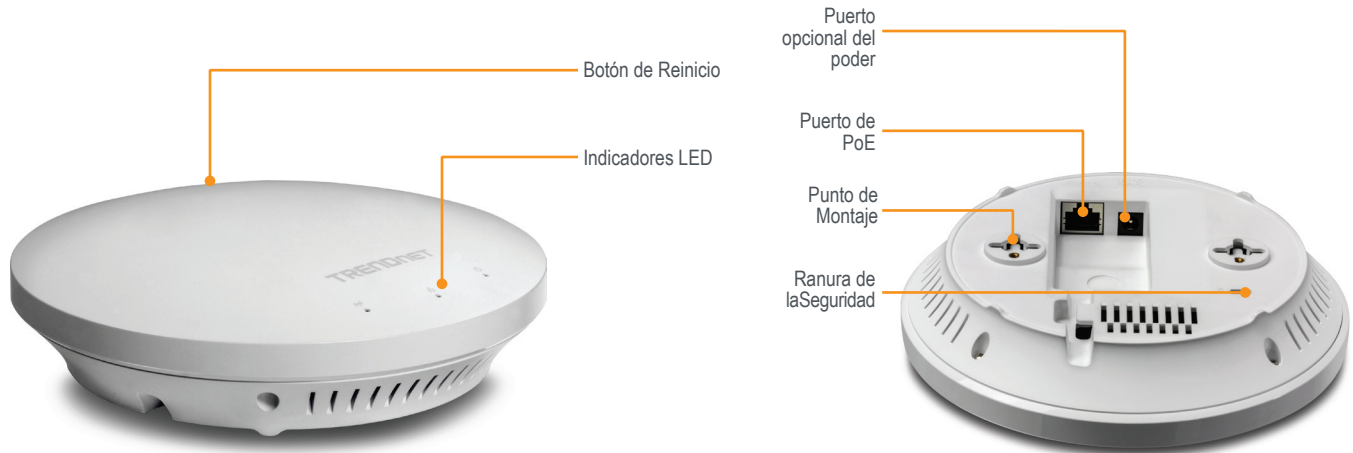 Botón de Reinicio
Indicadores LED
TRENDNET
Puerto
opcional del
poder
Puerto de
PoE
Punto de
Montaje
Ranura de
laSeguridad